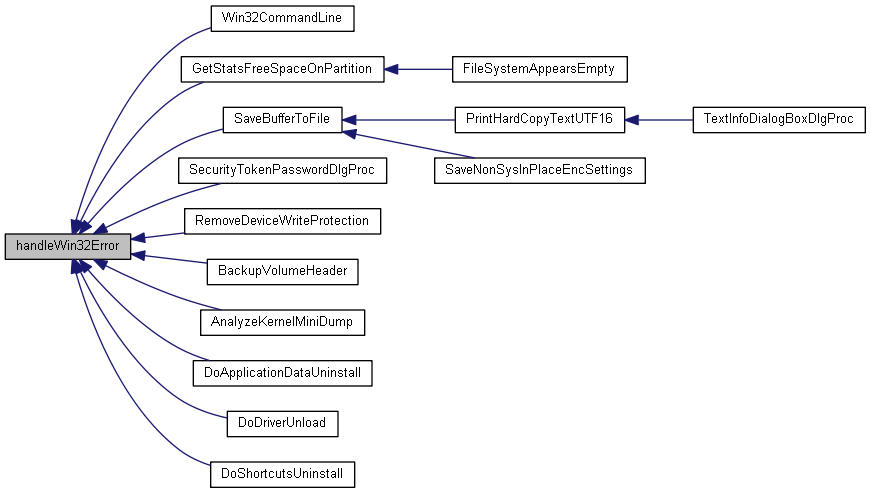 Win32CommandLine
GetStatsFreeSpaceOnPartition
FileSystemAppearsEmpty
SaveBufferToFile
PrintHardCopyTextUTF16
TextInfoDialogBoxDlgProc
SecurityTokenPasswordDlgProc
SaveNonSysInPlaceEncSettings
RemoveDeviceWriteProtection
handleWin32Error
BackupVolumeHeader
AnalyzeKernelMiniDump
DoApplicationDataUninstall
DoDriverUnload
DoShortcutsUninstall